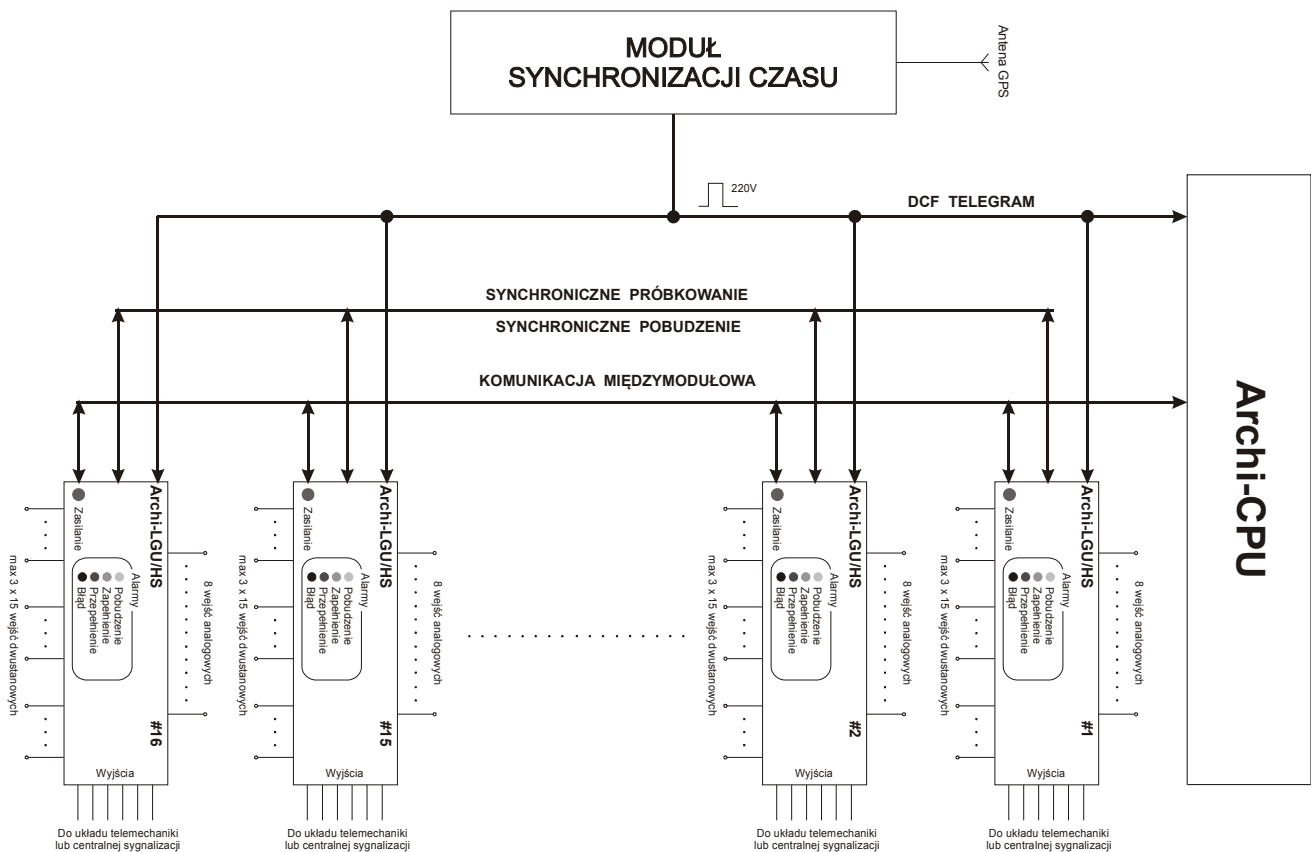 MODUŁ
SYNCHRONIZACJI CZASU
Antena GPS
220V
DCF TELEGRAM
SYNCHRONICZNE PRÓBKOWANIE
SYNCHRONICZNE POBUDZENIE
KOMUNIKACJA MIĘDZYMODUŁOWA
Archi-CPU
Archi-LGU/HS
#16
Zasilanie
Alarmy
Pobudzenie
Zapełnienie
Przepełnienie
Błąd
8 wejść analogowych
max 3 x 15 wejść dwustanowych
Wyjścia
Do układu telemechaniki
lub centralnej sygnalizacji
Archi-LGU/HS
#15
Zasilanie
Alarmy
Pobudzenie
Zapełnienie
Przepełnienie
Błąd
8 wejść analogowych
max 3 x 15 wejść dwustanowych
Wyjścia
Do układu telemechaniki
lub centralnej sygnalizacji
Archi-LGU/HS
#2
Zasilanie
Alarmy
Pobudzenie
Zapełnienie
Przepełnienie
Błąd
8 wejść analogowych
max 3 x 15 wejść dwustanowych
Wyjścia
Do układu telemechaniki
lub centralnej sygnalizacji
Archi-LGU/HS
#1
Zasilanie
Alarmy
Pobudzenie
Zapełnienie
Przepełnienie
Błąd
8 wejść analogowych
max 3 x 15 wejść dwustanowych
Wyjścia
Do układu telemechaniki
lub centralnej sygnalizacji